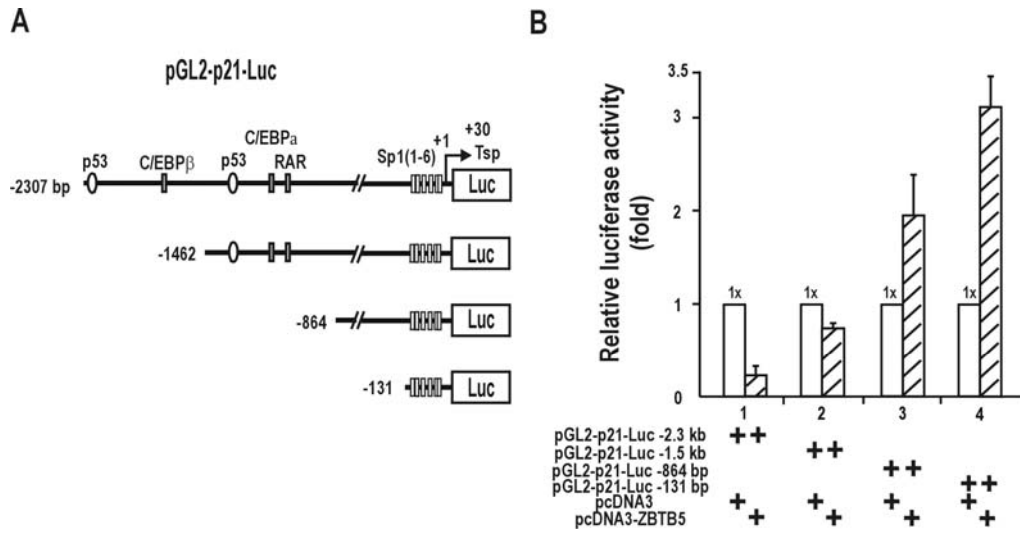 A
pGL2-p21-Luc
p53
C/EBPβ
p53
C/EBPa
RAR
Sp1(1-6)
+1
+30
Tsp
-2307 bp
Luc
-1462
Luc
-864
Luc
-131
Luc
B
Relative luciferase activity
(fold)
3.5
3
2
1
0
1x
1x
1x
1x
1 2 3 4
pGL2-p21-Luc -2.3 kb ++
pGL2-p21-Luc -1.5 kb ++
pGL2-p21-Luc -864 bp ++
pGL2-p21-Luc -131 bp ++
pcDNA3 + + + +
pcDNA3-ZBTB5 + + + +